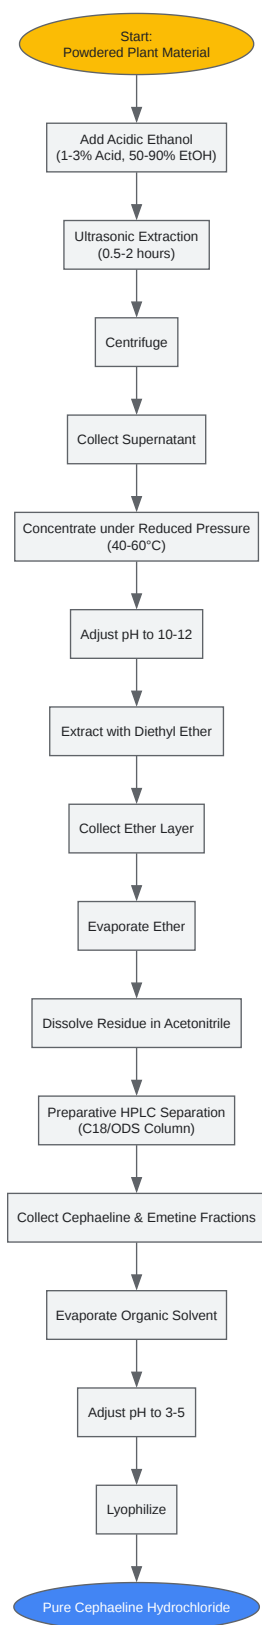 Start:
Powdered Plant Material
Add Acidic Ethanol
(1-3% Acid, 50-90% EtOH)
Ultrasonic Extraction
(0.5-2 hours)
Centrifuge
Collect Supernatant
Concentrate under Reduced Pressure
(40-60°C)
Adjust pH to 10-12
Extract with Diethyl Ether
Collect Ether Layer
Evaporate Ether
Dissolve Residue in Acetonitrile
Preparative HPLC Separation
(C18/ODS Column)
Collect Cephaeline & Emetine Fractions
Evaporate Organic Solvent
Adjust pH to 3-5
Lyophilize
Pure Cephaeline Hydrochloride